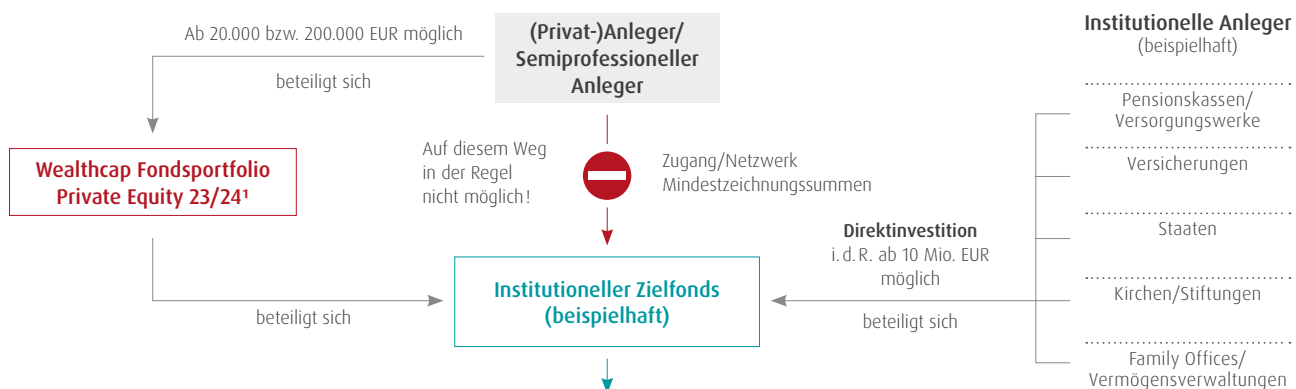 Ab 20.000 bzw. 200.000 EUR möglich
beteiligt sich
(Privat-)Anleger/
Semiprofessioneller
Anleger
Institutionelle Anleger
(beispielhaft)
Pensionskassen/
Versorgungswerke
Versicherungen
Staaten
Kirchen/Stiftungen
Family Offices/
Vermögensverwaltungen
Wealthcap Fondsportfolio
Private Equity 23/24¹
Auf diesem Weg
in der Regel
nicht möglich!
Zugang/Netzwerk
Mindestzeichnungssummen
Direktinvestition
i. d. R. ab 10 Mio. EUR
möglich
beteiligt sich
beteiligt sich
Institutioneller Zielfonds
(beispielhaft)